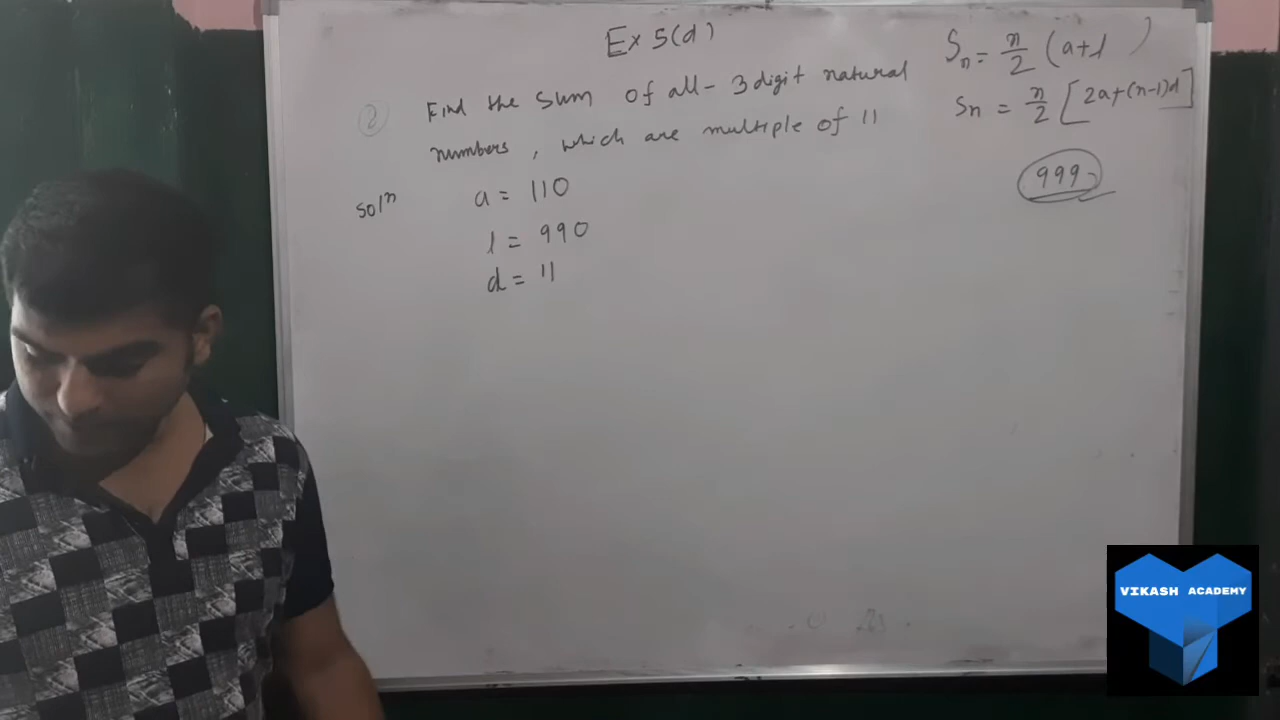 Ex 5(d)
② Find the sum of all - 3 digit natural
numbers, which are multiple of 11
Solⁿ a = 110
l = 990
d = 11
Sₙ = n/2 (a+l )
Sn = n/2 [2a+(n-1)d]
999
VIKASH ACADEMY